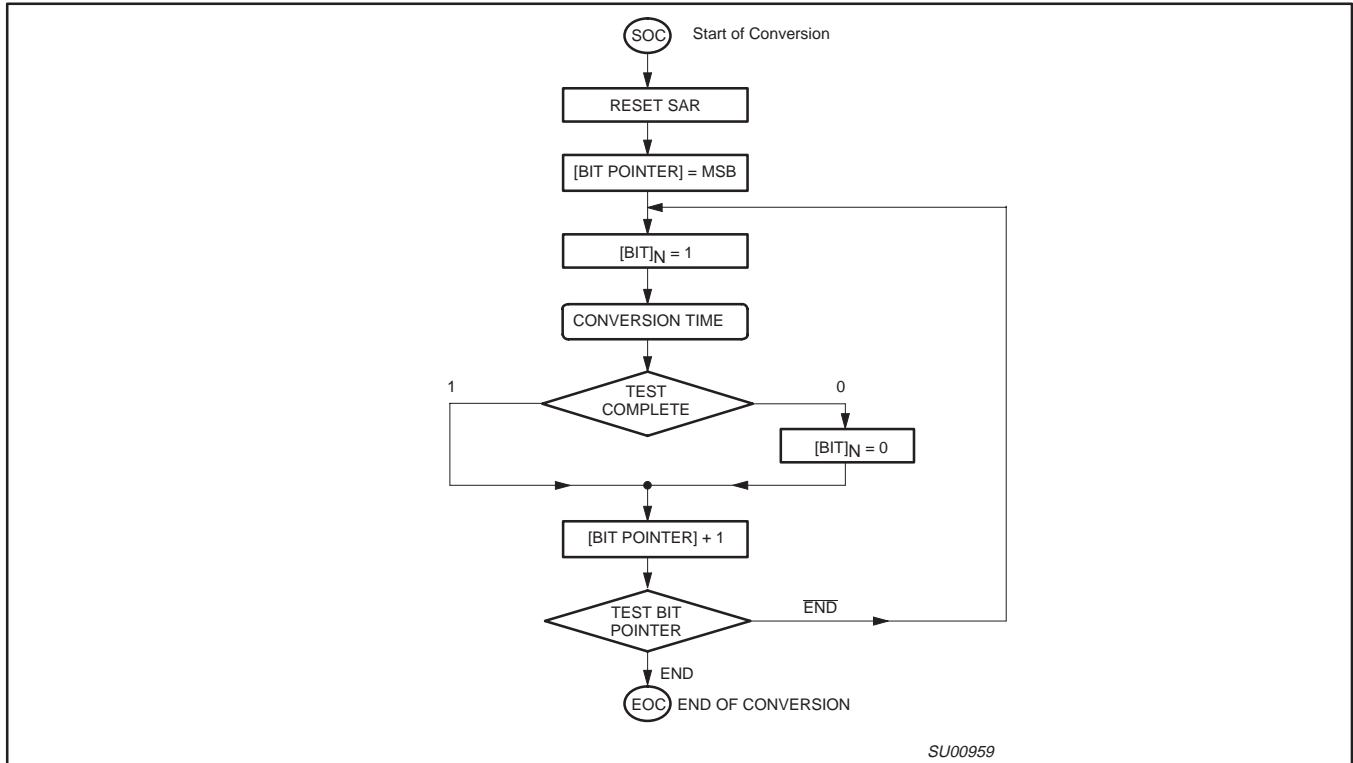 SOC Start of Conversion
RESET SAR
[BIT POINTER] = MSB
[BIT]N = 1
CONVERSION TIME
1
TEST
COMPLETE
0
[BIT]N = 0
[BIT POINTER] + 1
TEST BIT
POINTER
END
END
EOC END OF CONVERSION
SU00959